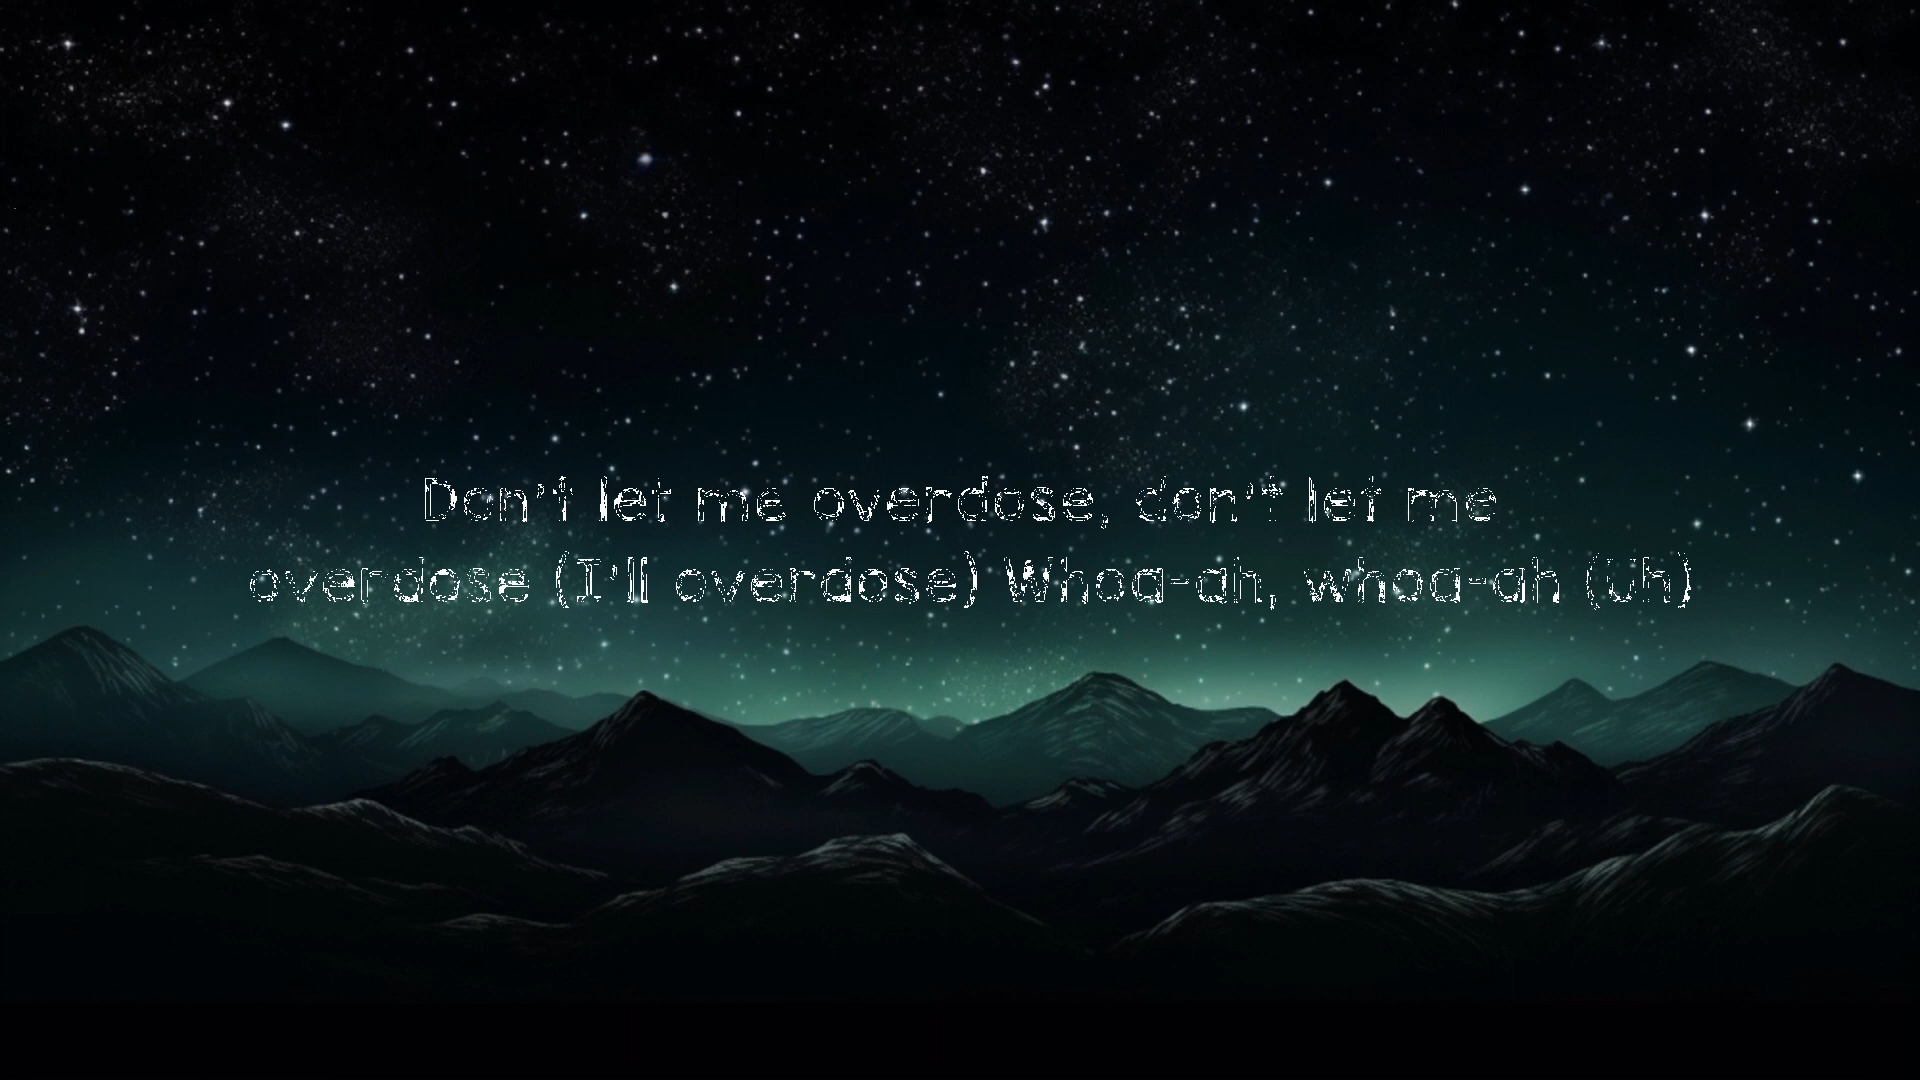 Don't let me overdose, don't let me
overdose (I'll overdose) Whoa-ah, whoa-ah (Uh)